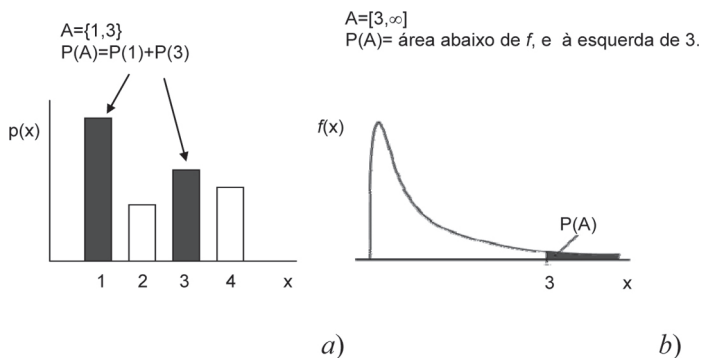 A={1,3}
P(A)=P(1)+P(3)
p(x)
1 2 3 4 x
a)
A=[3,∞]
P(A)= área abaixo de f, e à esquerda de 3.
f(x)
P(A)
3 x
b)